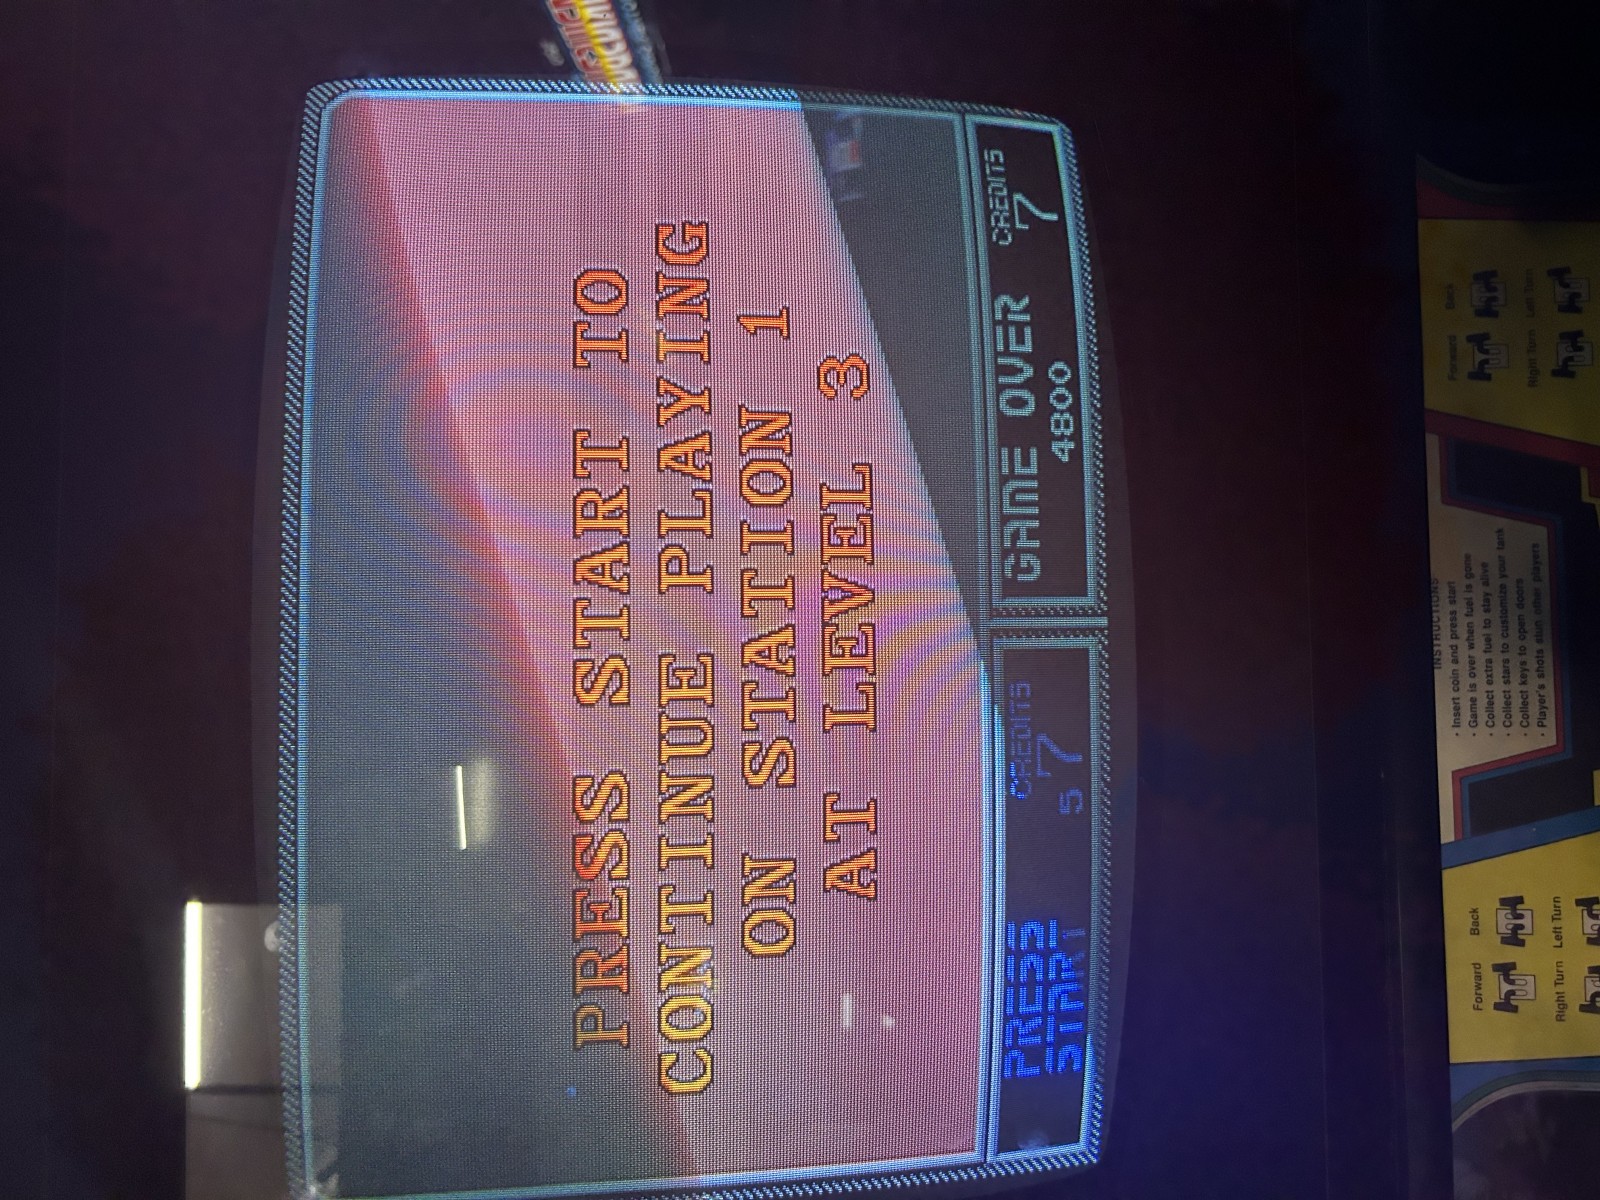 PRESS START TO
CONTINUE PLAYING
ON STATION 1
AT LEVEL 3
PRESS
START
CREDITS
7
5
GAME OVER
CREDITS
7
4800
Forward Back
Right Turn Left Turn
INSTRUCTIONS
· Insert coin and press start
· Game is over when fuel is gone
· Collect extra fuel to stay alive
· Collect stars to customize your tank
· Collect keys to open doors
· Player's shots stun other players
Forward Back
Right Turn Left Turn